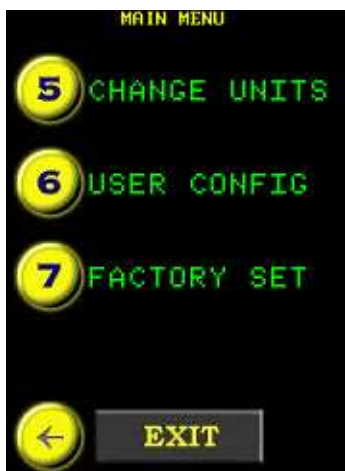 MAIN MENU
5 CHANGE UNITS
6 USER CONFIG
7 FACTORY SET
← EXIT